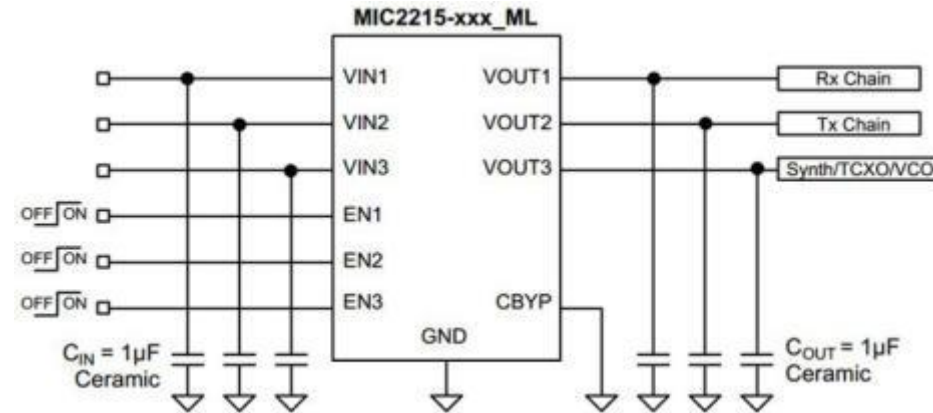 MIC2215-xxx_ML
VIN1
VOUT1
Rx Chain
VIN2
VOUT2
Tx Chain
VIN3
VOUT3
Synth/TCXO/VCO
OFF ON
EN1
OFF ON
EN2
OFF ON
EN3
CBYP
GND
CIN = 1µF
Ceramic
COUT = 1µF
Ceramic